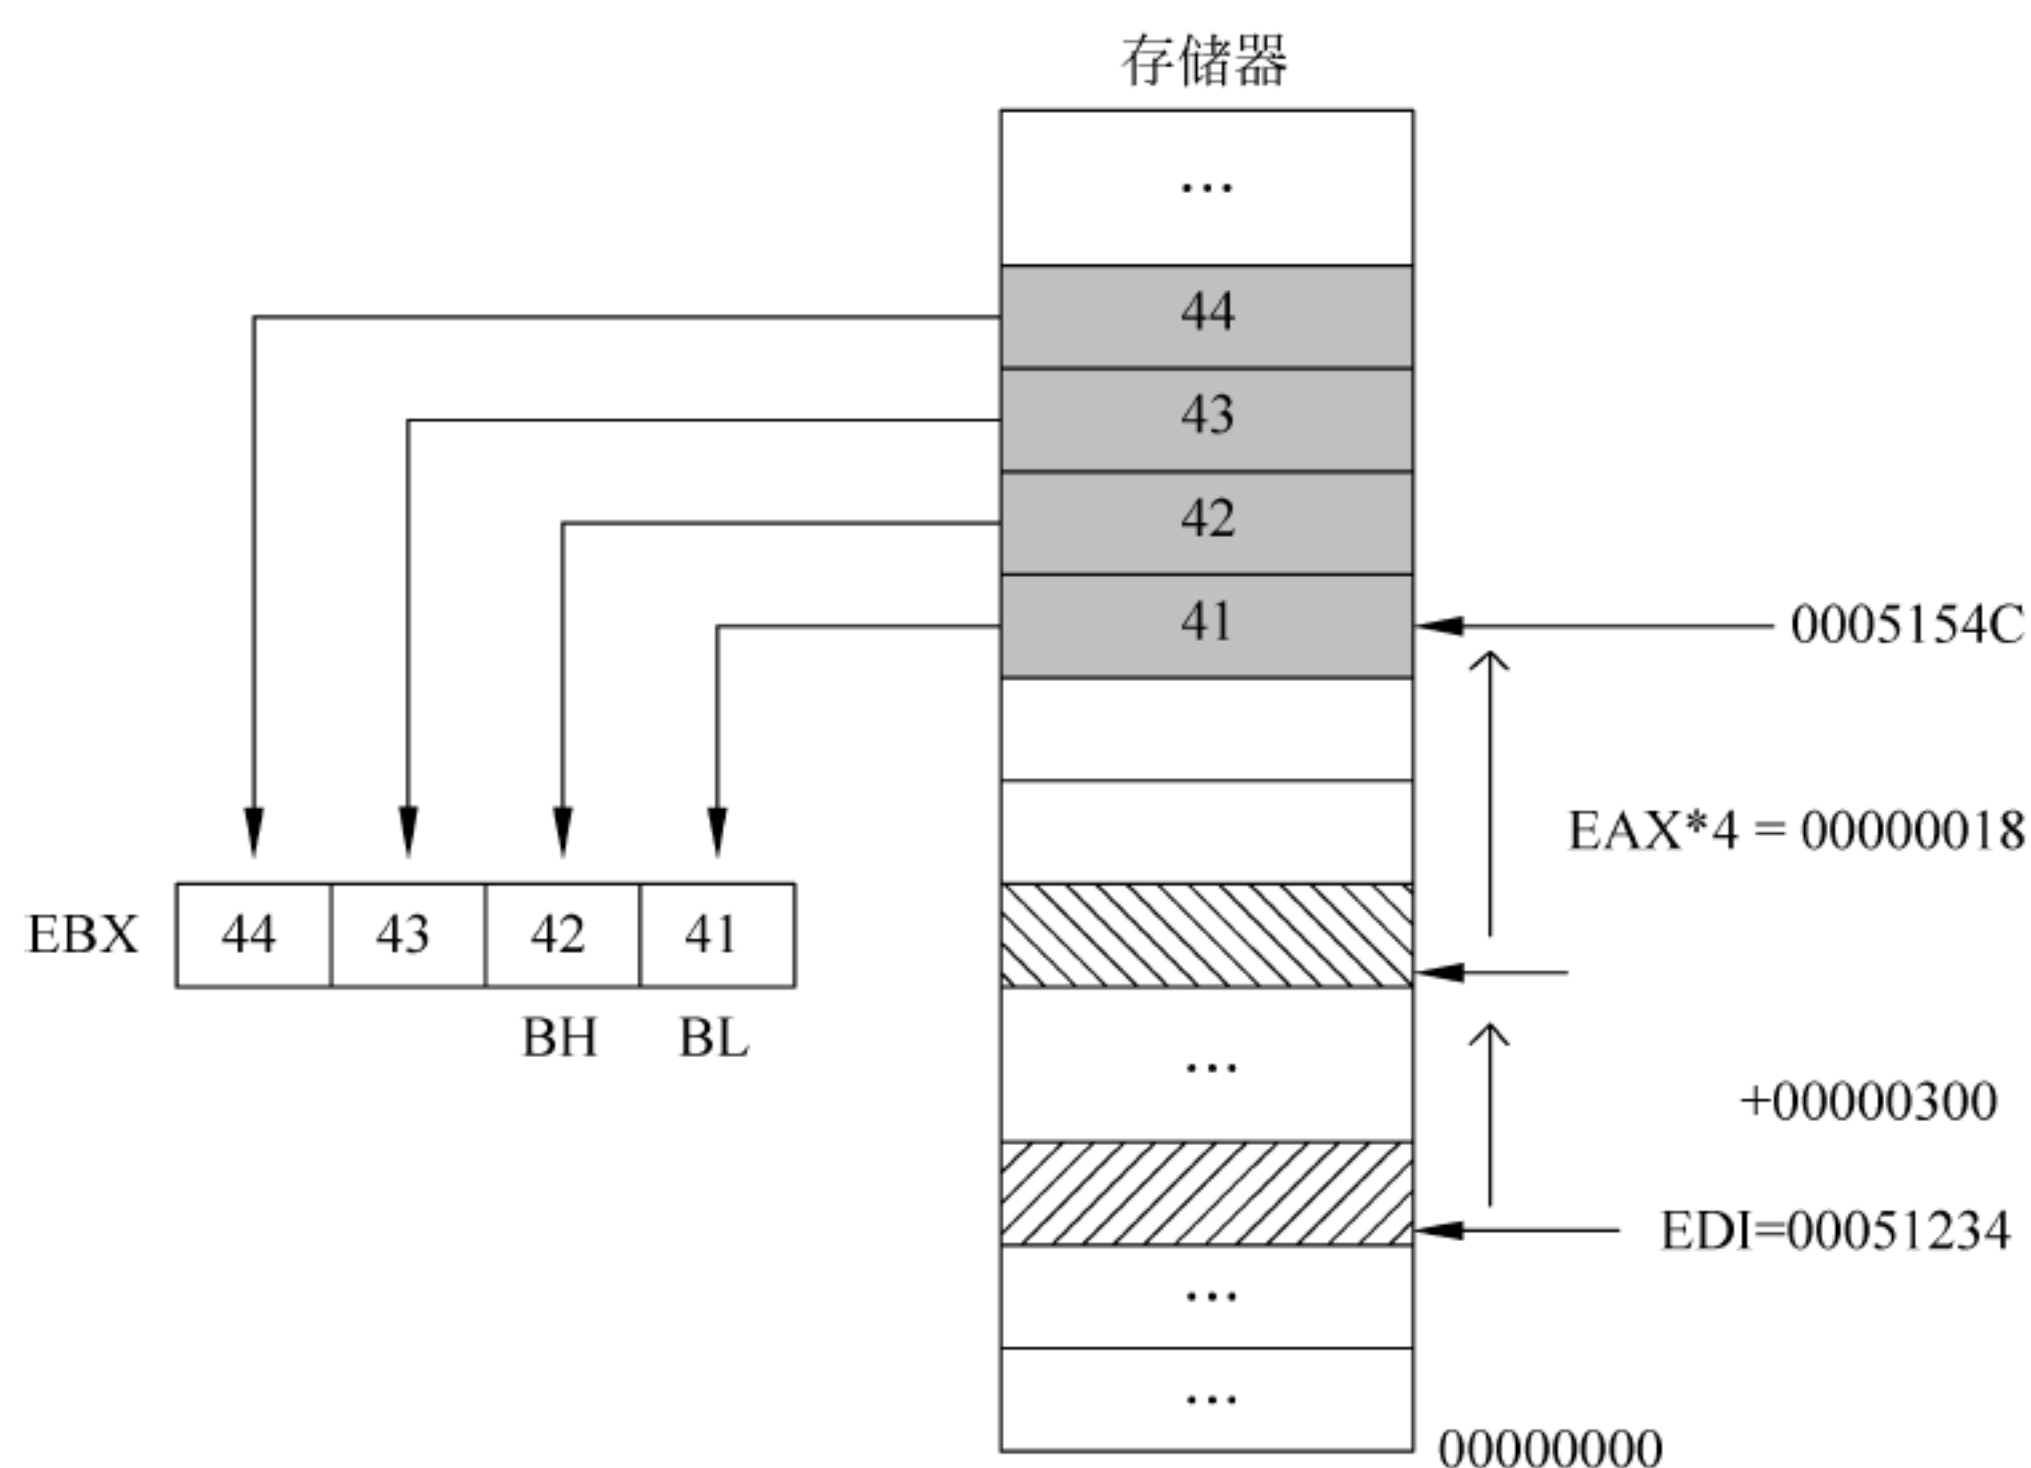 存储器
...
44
43
42
41
0005154C
EAX*4 = 00000018
EBX 44 43 42 41
BH BL
...
+00000300
EDI=00051234
...
...
00000000